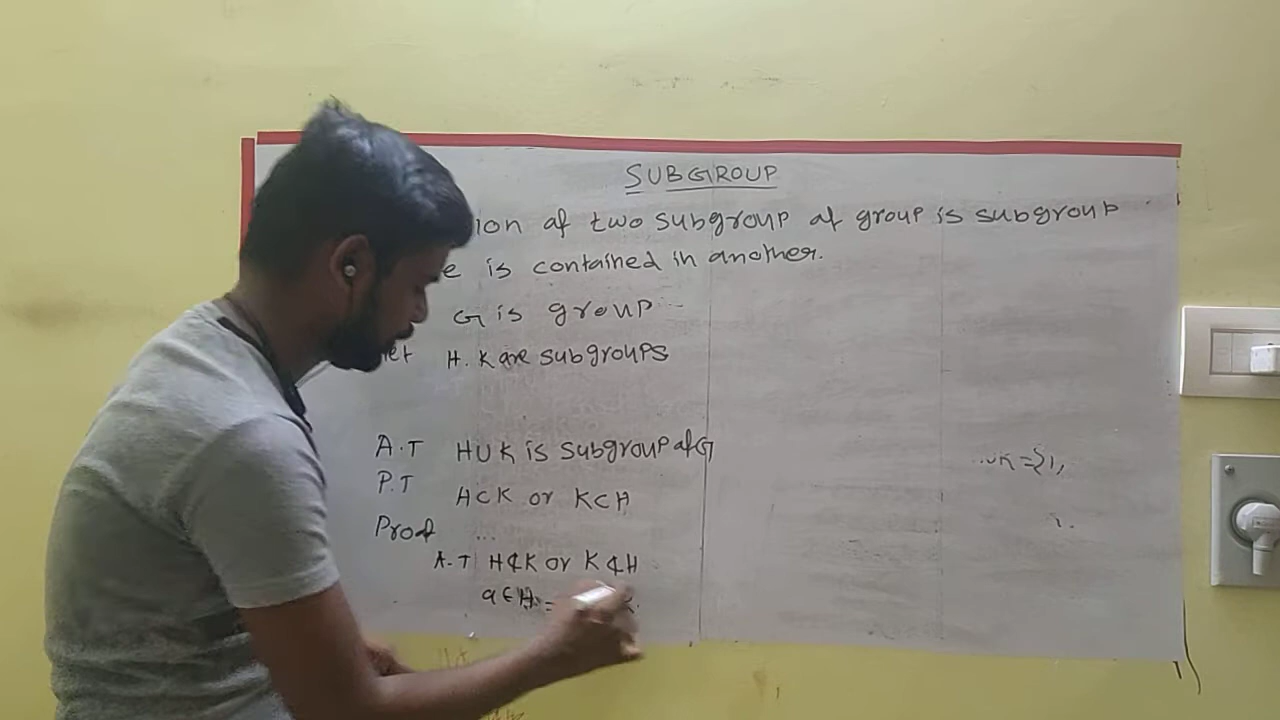 SUBGROUP
ion of two subgroup of group is subgroup
e is contained in another.
G is group
H, K are subgroups
A.T H∪K is subgroup of G
P.T H⊂K or K⊂H
Proof
A.T H⊄K or K⊄H
a∈H
∪K={1,